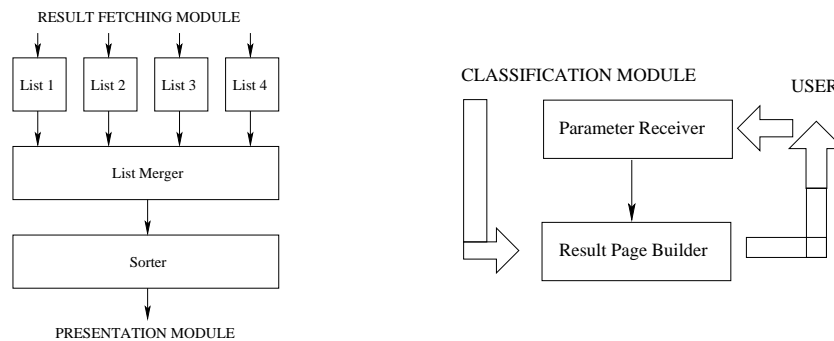 RESULT FETCHING MODULE
List 1
List 2
List 3
List 4
List Merger
Sorter
PRESENTATION MODULE
CLASSIFICATION MODULE
USER
Parameter Receiver
Result Page Builder